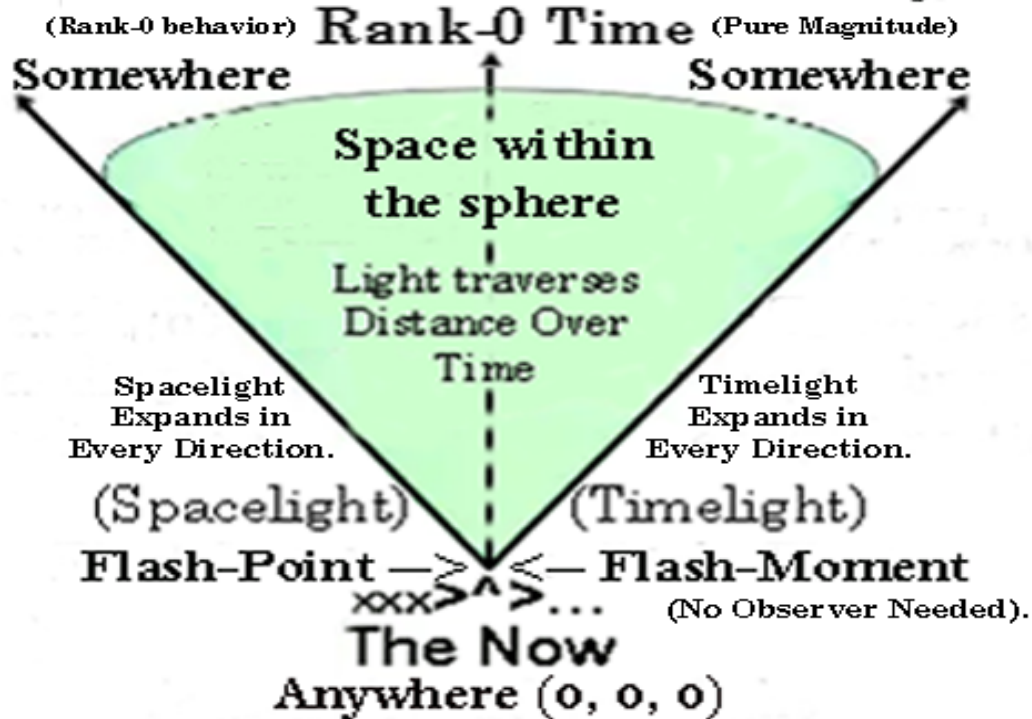 (Rank-0 behavior) Rank-0 Time (Pure Magnitude)
Somewhere Somewhere
Space within
the sphere
Light traverses
Distance Over
Time
Spacelight
Expands in
Every Direction.
Timelight
Expands in
Every Direction.
(Spacelight) (Timelight)
Flash-Point —> <— Flash-Moment
xxx>^>...
(No Observer Needed).
The Now
Anywhere (0, 0, 0)